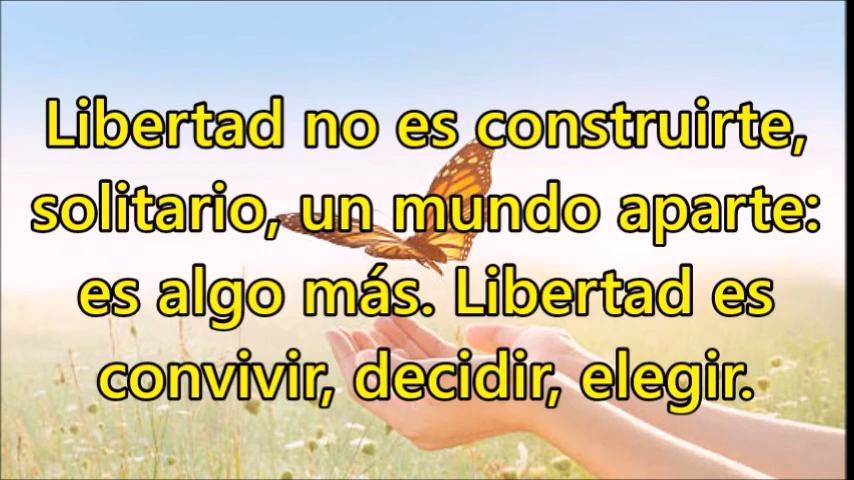 Libertad no es construirte,
solitario, un mundo aparte:
es algo más. Libertad es
convivir, decidir, elegir.